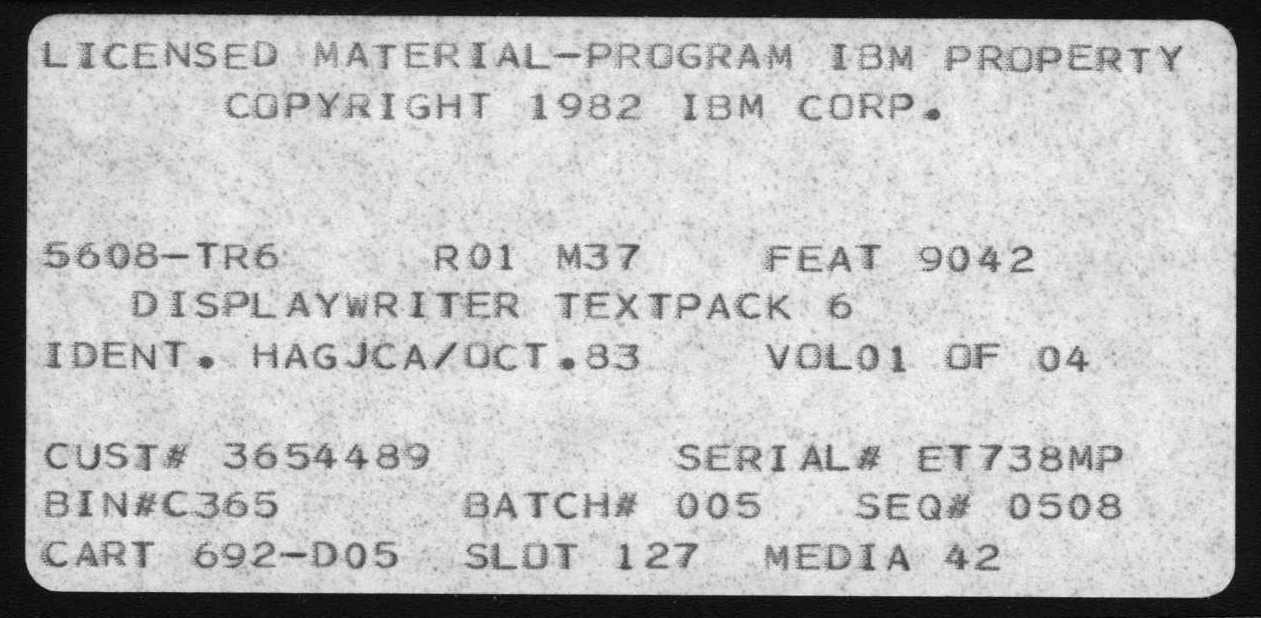 LICENSED MATERIAL-PROGRAM IBM PROPERTY
COPYRIGHT 1982 IBM CORP.
5608-TR6 R01 M37 FEAT 9042
DISPLAYWRITER TEXTPACK 6
IDENT. HAGJCA/OCT.83 VOL01 OF 04
CUST# 3654489 SERIAL# ET738MP
BIN#C365 BATCH# 005 SEQ# 0508
CART 692-D05 SLOT 127 MEDIA 42